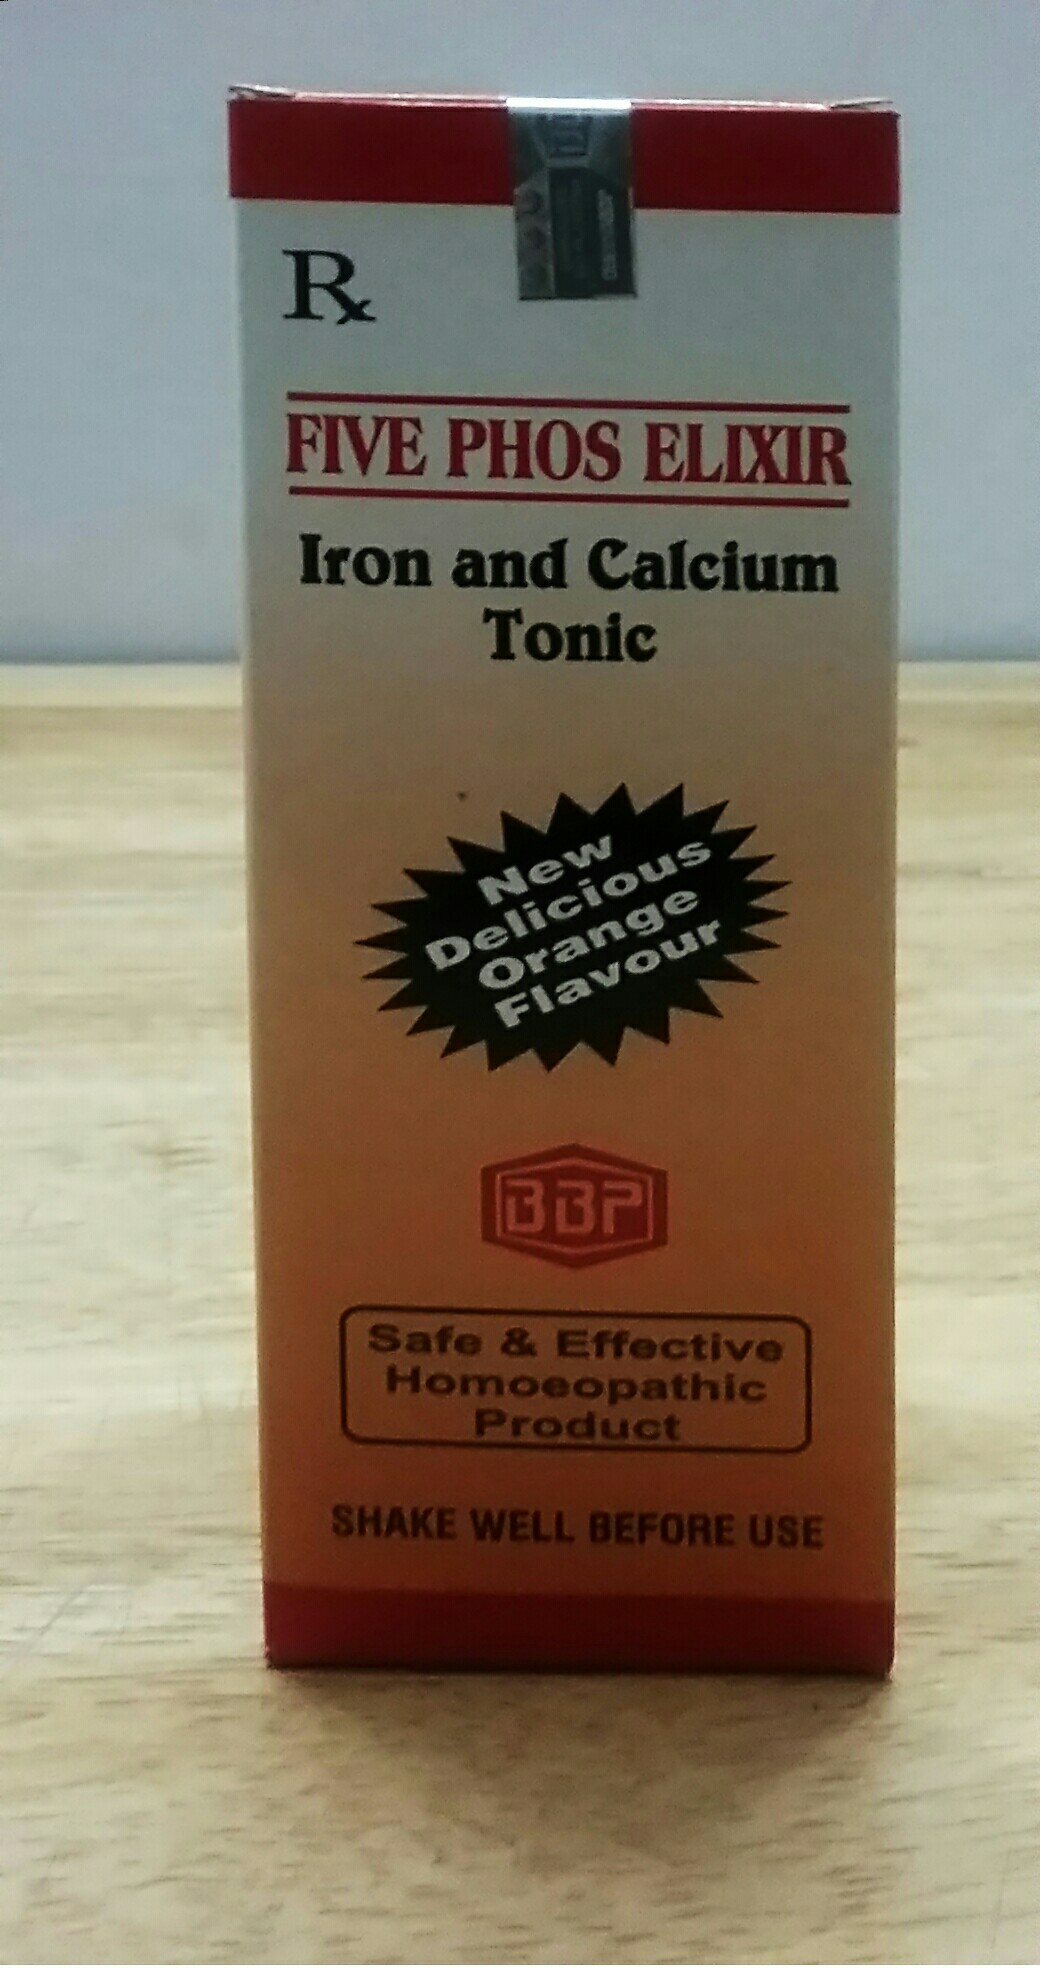 Rx
FIVE PHOS ELIXIR
Iron and Calcium
Tonic
New
Delicious
Orange
Flavour
BBP
Safe & Effective
Homoeopathic
Product
SHAKE WELL BEFORE USE